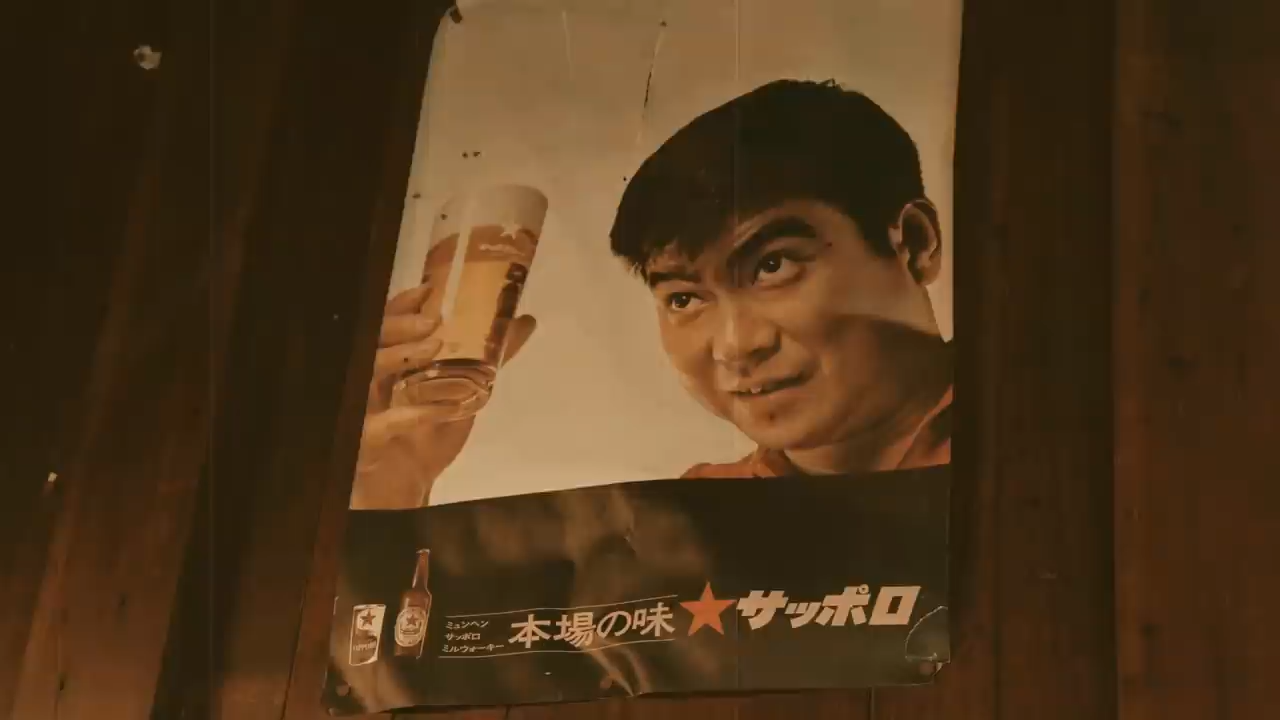 ミュンヘン
サッポロ
ミルウォーキー
本場の味
サッポロ